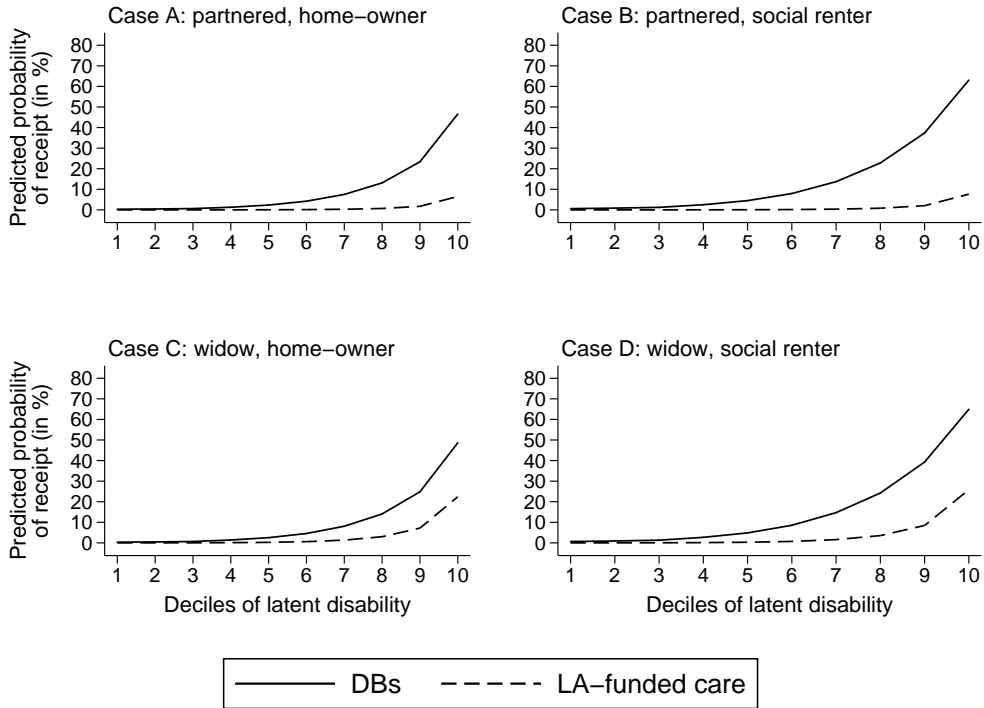 Case A: partnered, home−owner
Case B: partnered, social renter
Predicted probability
of receipt (in %)
80
70
60
50
40
30
20
10
0
1 2 3 4 5 6 7 8 9 10
80
70
60
50
40
30
20
10
0
1 2 3 4 5 6 7 8 9 10
Case C: widow, home−owner
Case D: widow, social renter
Predicted probability
of receipt (in %)
80
70
60
50
40
30
20
10
0
1 2 3 4 5 6 7 8 9 10
Deciles of latent disability
80
70
60
50
40
30
20
10
0
1 2 3 4 5 6 7 8 9 10
Deciles of latent disability
DBs LA−funded care